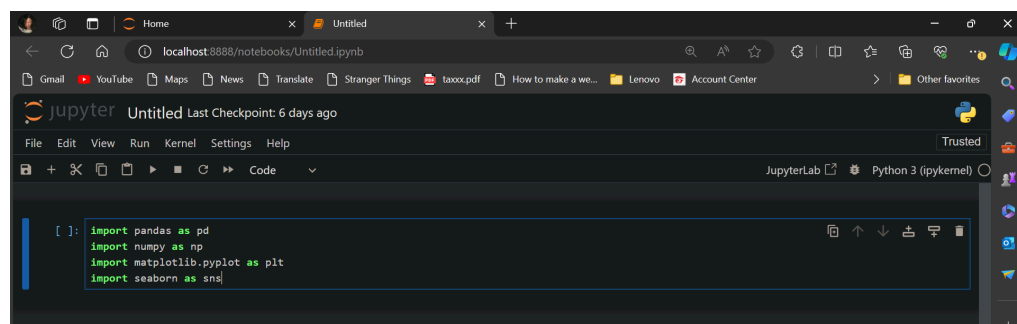 Home
Untitled
localhost:8888/notebooks/Untitled.ipynb
Gmail YouTube Maps News Translate Stranger Things taxxx.pdf How to make a we... Lenovo Account Center Other favorites
jupyter Untitled Last Checkpoint: 6 days ago
File Edit View Run Kernel Settings Help Trusted
Code JupyterLab Python 3 (ipykernel)
[ ]: import pandas as pd
import numpy as np
import matplotlib.pyplot as plt
import seaborn as sns